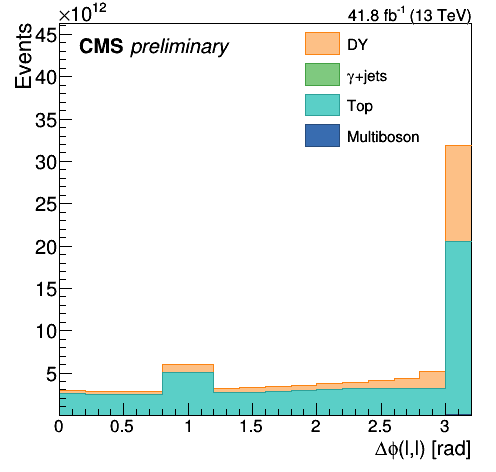 ×10¹²
41.8 fb⁻¹ (13 TeV)
Events
CMS preliminary
DY
γ+jets
Top
Multiboson
45
40
35
30
25
20
15
10
5
0 0.5 1 1.5 2 2.5 3
Δϕ(l,l) [rad]